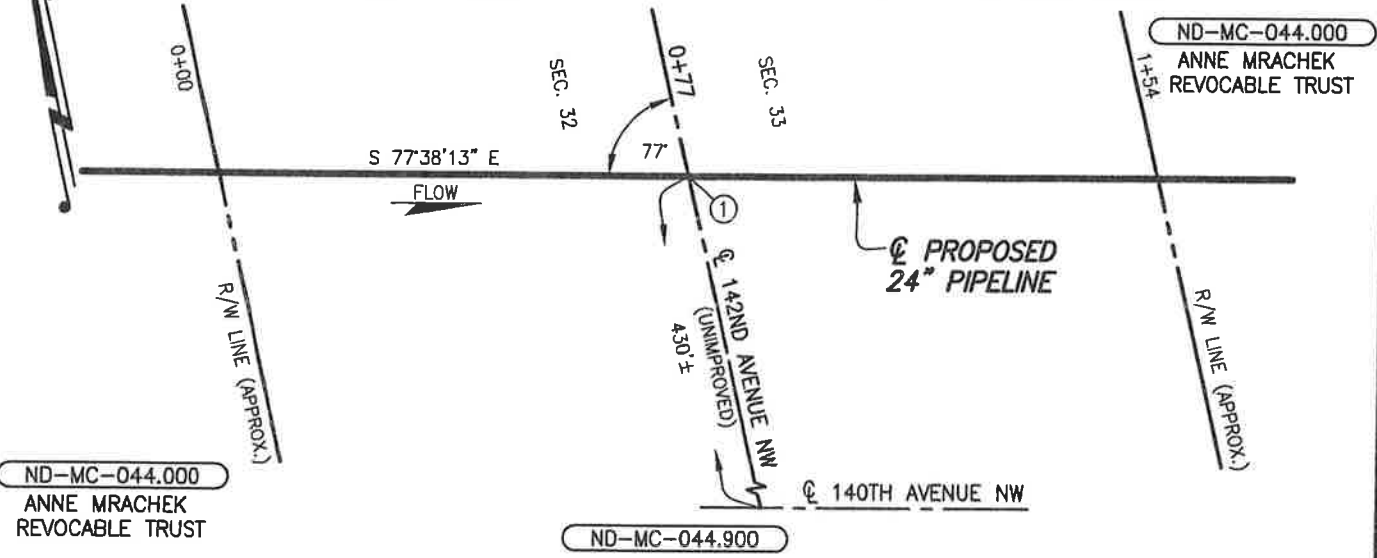 ND-MC-044.000
ANNE MRACHEK
REVOCABLE TRUST
0+00
SEC. 32
0+77
SEC. 33
1+54
S 77°38'13" E
77°
FLOW
1
℄ PROPOSED
24" PIPELINE
R/W LINE (APPROX.)
℄ 142ND AVENUE NW
(UNIMPROVED)
430'±
R/W LINE (APPROX.)
ND-MC-044.000
ANNE MRACHEK
REVOCABLE TRUST
℄ 140TH AVENUE NW
ND-MC-044.900